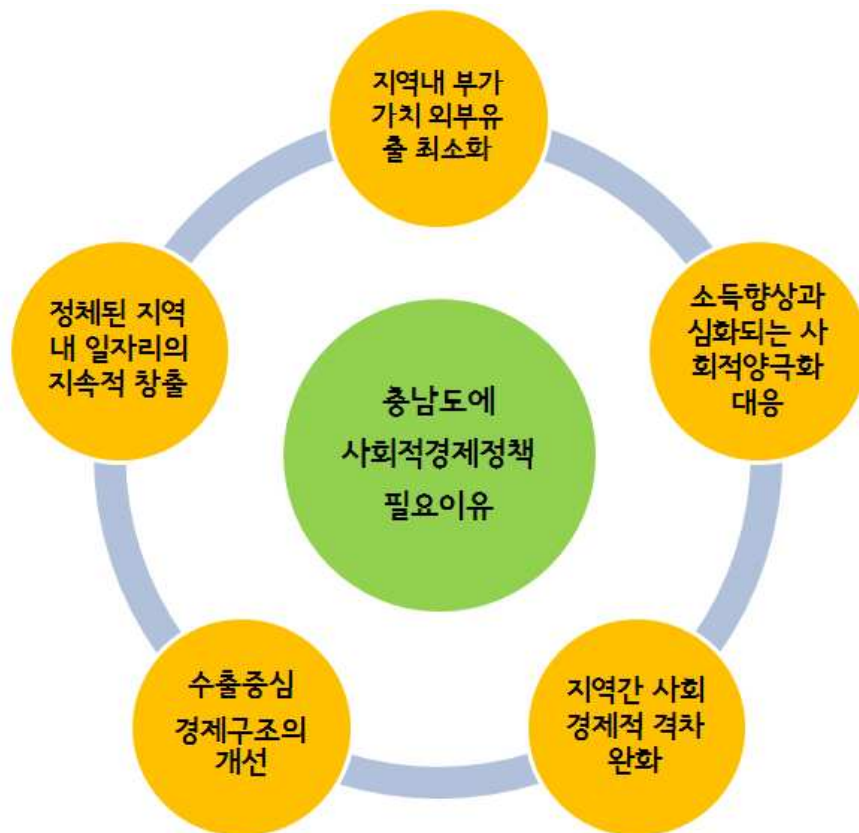 지역내 부가
가치 외부유
출 최소화
소득향상과
심화되는 사
회적양극화
대응
지역간 사회
경제적 격차
완화
수출중심
경제구조의
개선
정체된 지역
내 일자리의
지속적 창출
충남도에
사회적경제정책
필요이유